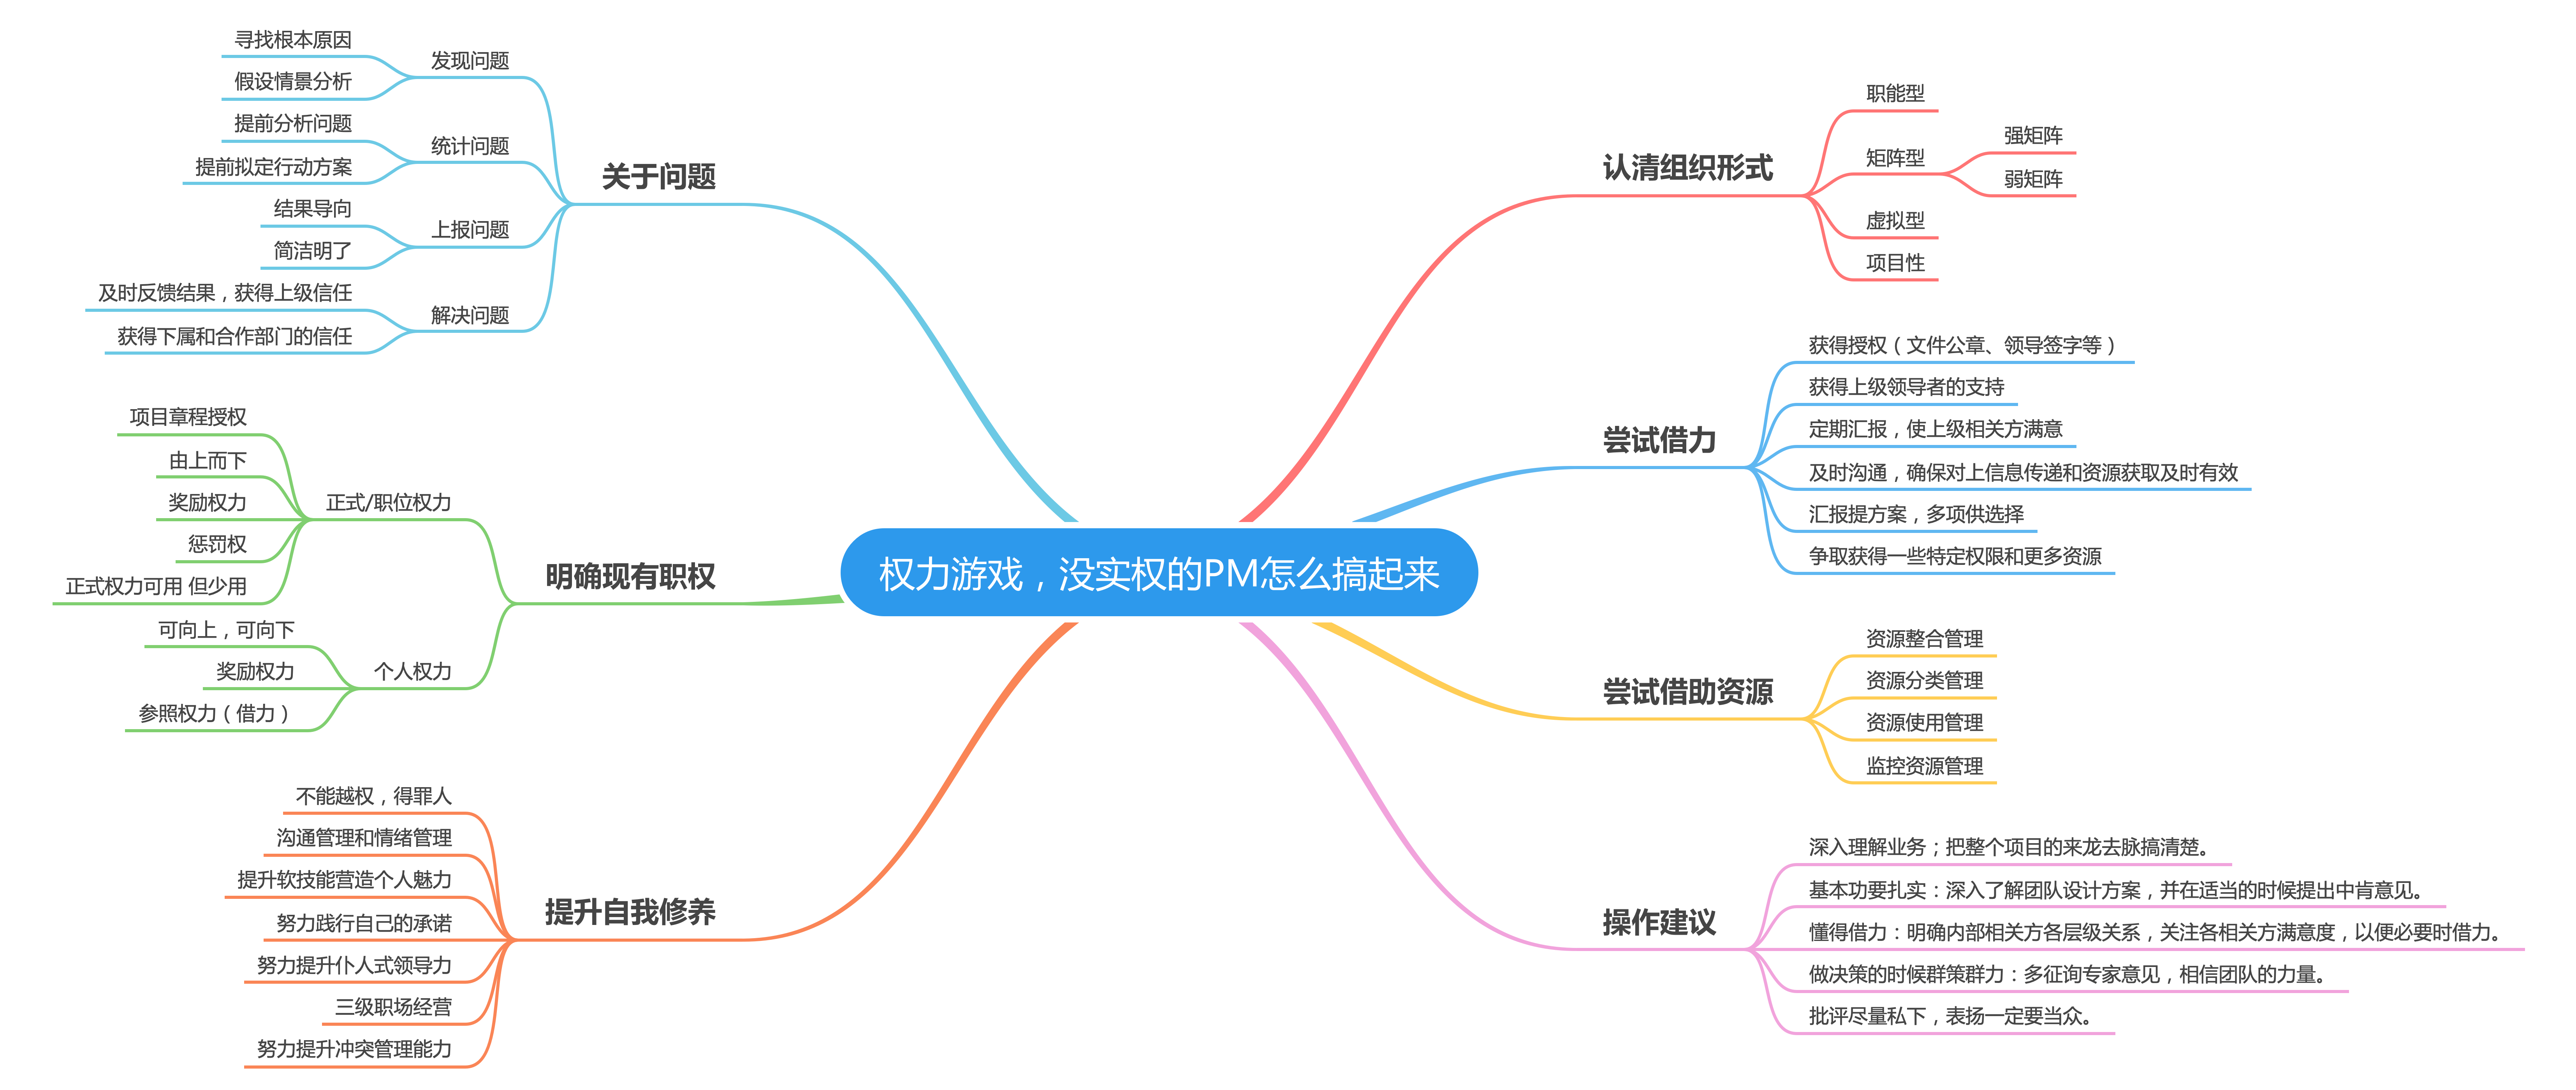 权力游戏，没实权的PM怎么搞起来
认清组织形式
职能型
矩阵型
强矩阵
弱矩阵
虚拟型
项目性
尝试借力
获得授权（文件公章、领导签字等）
获得上级领导者的支持
定期汇报，使上级相关方满意
及时沟通，确保对上信息传递和资源获取及时有效
汇报提方案，多项供选择
争取获得一些特定权限和更多资源
尝试借助资源
资源整合管理
资源分类管理
资源使用管理
监控资源管理
操作建议
深入理解业务；把整个项目的来龙去脉搞清楚。
基本功要扎实：深入了解团队设计方案，并在适当的时候提出中肯意见。
懂得借力：明确内部相关方各层级关系，关注各相关方满意度，以便必要时借力。
做决策的时候群策群力：多征询专家意见，相信团队的力量。
批评尽量私下，表扬一定要当众。
关于问题
发现问题
寻找根本原因
假设情景分析
统计问题
提前分析问题
提前拟定行动方案
上报问题
结果导向
简洁明了
解决问题
及时反馈结果，获得上级信任
获得下属和合作部门的信任
明确现有职权
正式/职位权力
项目章程授权
由上而下
奖励权力
惩罚权
正式权力可用 但少用
个人权力
可向上，可向下
奖励权力
参照权力（借力）
提升自我修养
不能越权，得罪人
沟通管理和情绪管理
提升软技能营造个人魅力
努力践行自己的承诺
努力提升仆人式领导力
三级职场经营
努力提升冲突管理能力